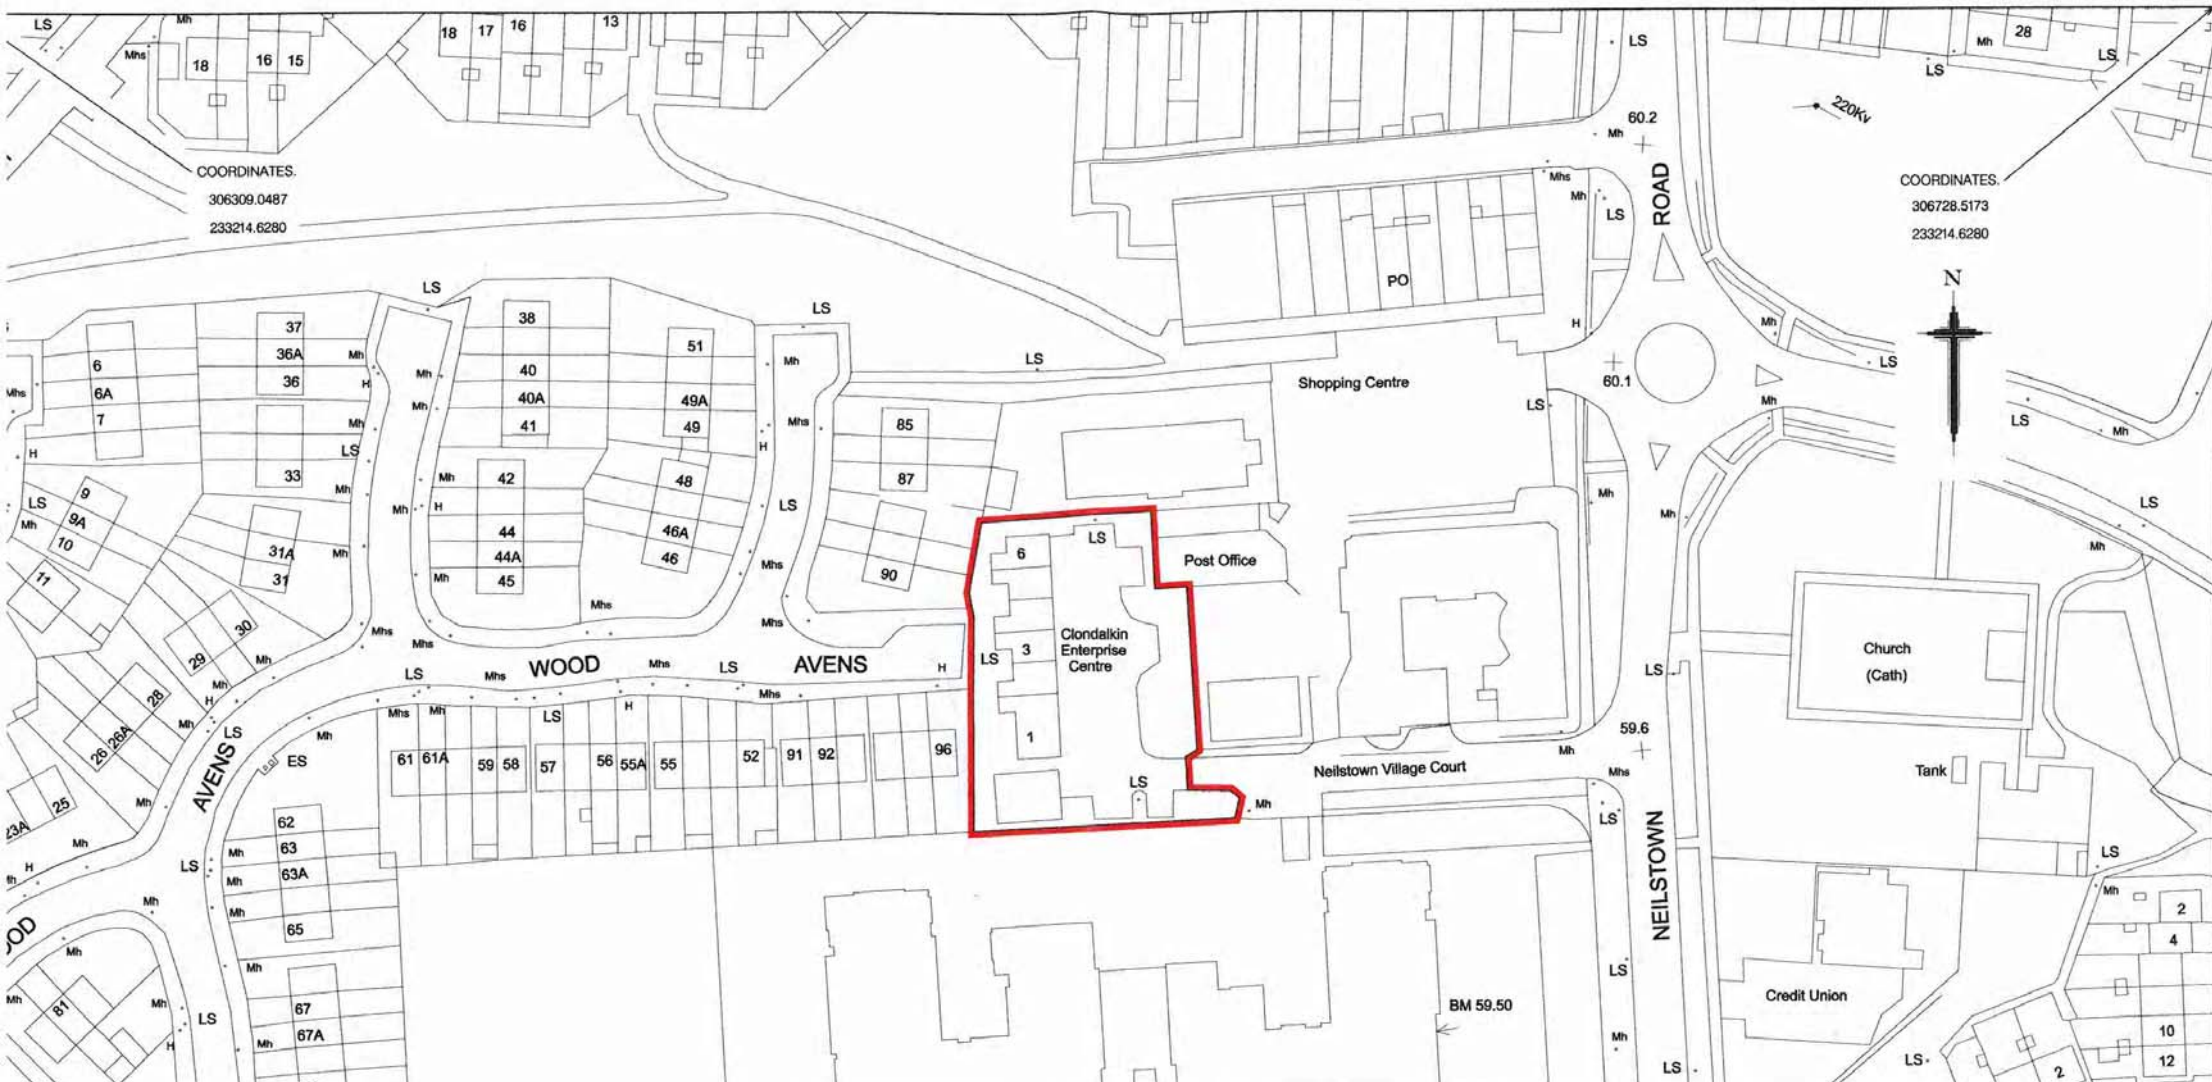 LS
Mh
18
17
16
13
LS
Mh
28
LS
Mhs
18
16
15
LS
220Kv
60.2
Mh
COORDINATES.
306309.0487
233214.6280
ROAD
COORDINATES.
306728.5173
233214.6280
Mhs
Mh
LS
PO
N
LS
LS
H
Mh
LS
37
36A
36
Mh
H
38
40
40A
41
51
49A
49
Mh
LS
Shopping Centre
60.1
Mh
6
6A
7
Mhs
H
Mh
Mh
Mh
LS
33
Mh
Mhs
H
85
87
LS
LS
Mh
9
9A
10
LS
Mh
11
Mh
H
Mh
42
44
44A
45
Mh
48
46A
46
LS
Mhs
90
Mh
Mh
LS
Mh
31A
31
Mh
6
LS
Post Office
30
29
Mh
Mhs
Mhs
Mhs
Mhs
LS
3
Clondalkin
Enterprise
Centre
Church
(Cath)
WOOD
AVENS
LS
Mhs
Mhs
LS
Mhs
H
LS
28
26A
26
Mh
H
Mh
LS
Mhs
Mh
Mh
LS
H
1
59.6
Mh
AVENS
ES
61
61A
59
58
57
56
55A
55
52
91
92
96
LS
Neilstown Village Court
Mhs
Tank
25
23A
Mh
Mh
H
62
63
63A
65
LS
Mh
Mh
Mh
Mh
LS
NEILSTOWN
LS
Mh
Mh
Mh
Mh
LS
81
Mh
H
67
67A
Mh
Mh
BM 59.50
LS
Mh
LS
Credit Union
2
4
10
12
LS
2